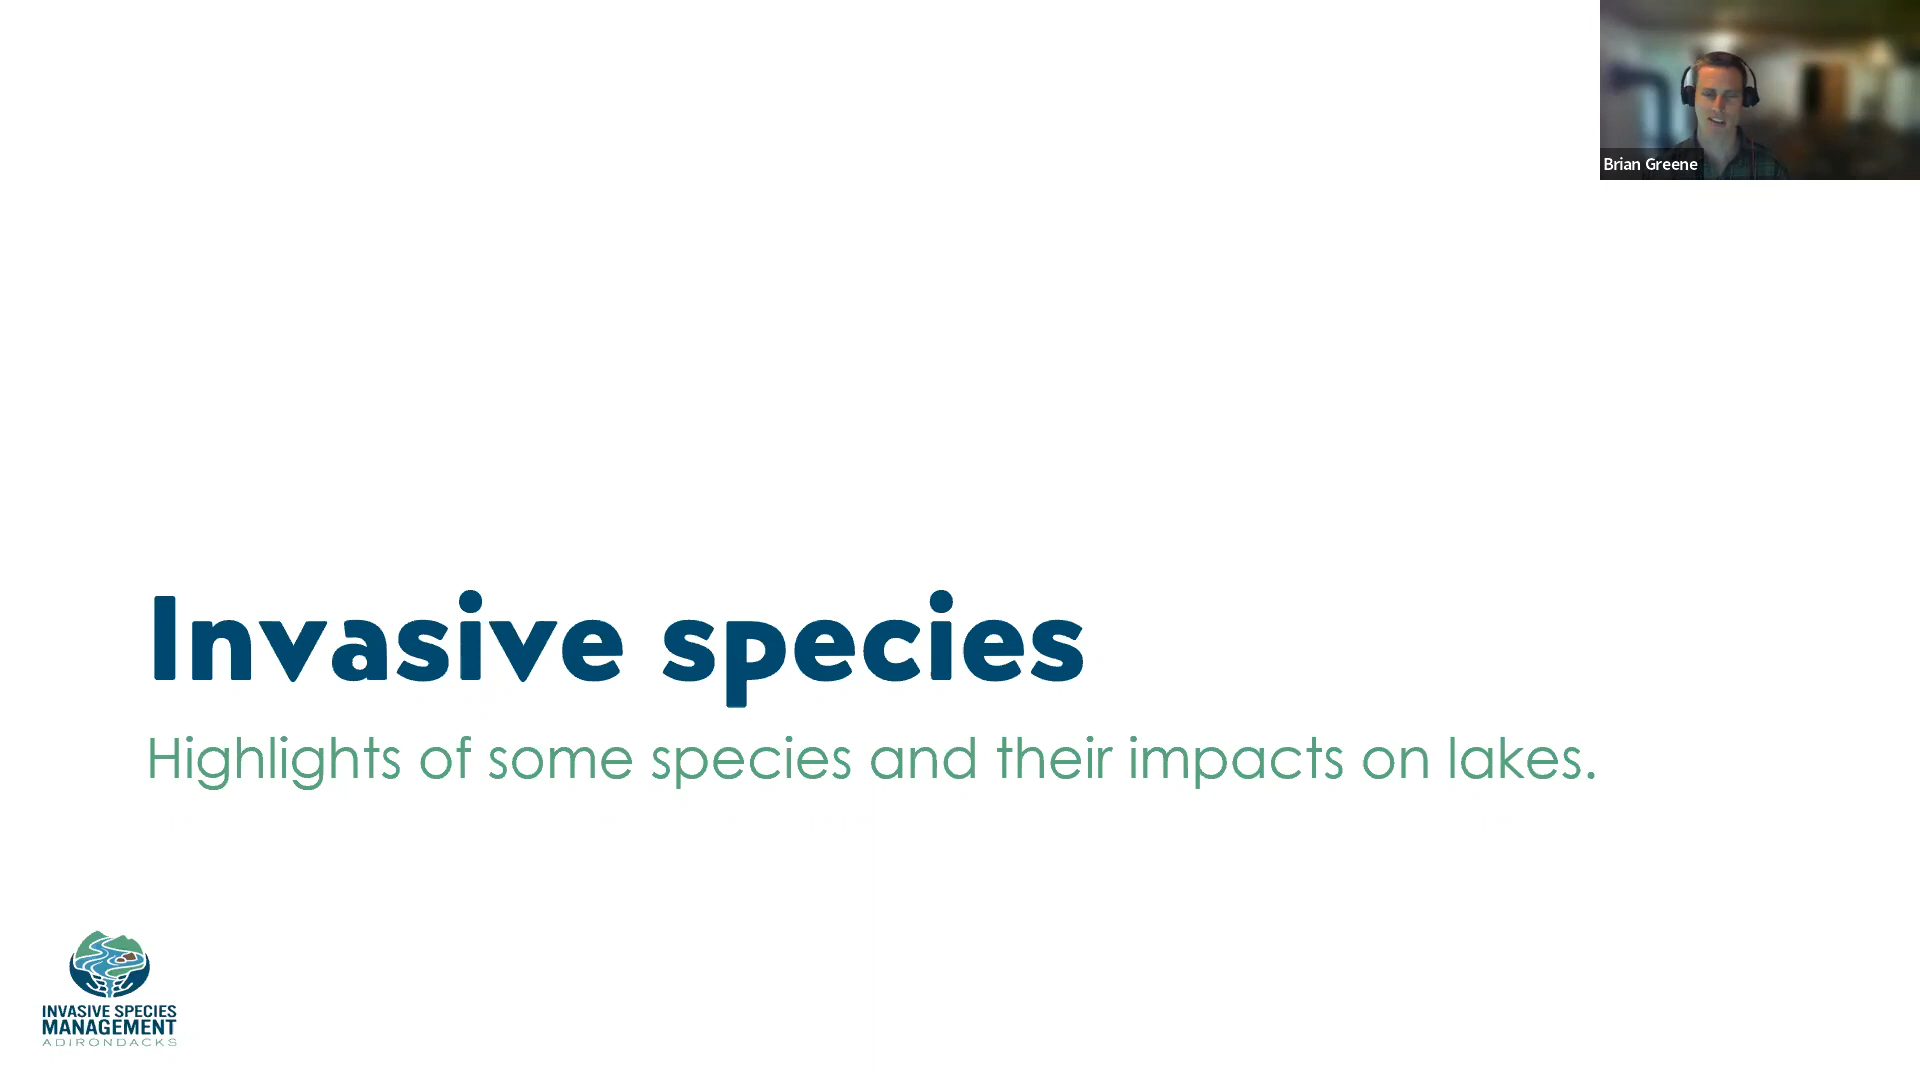 Brian Greene
Invasive species
Highlights of some species and their impacts on lakes.
INVASIVE SPECIES
MANAGEMENT
ADIRONDACKS